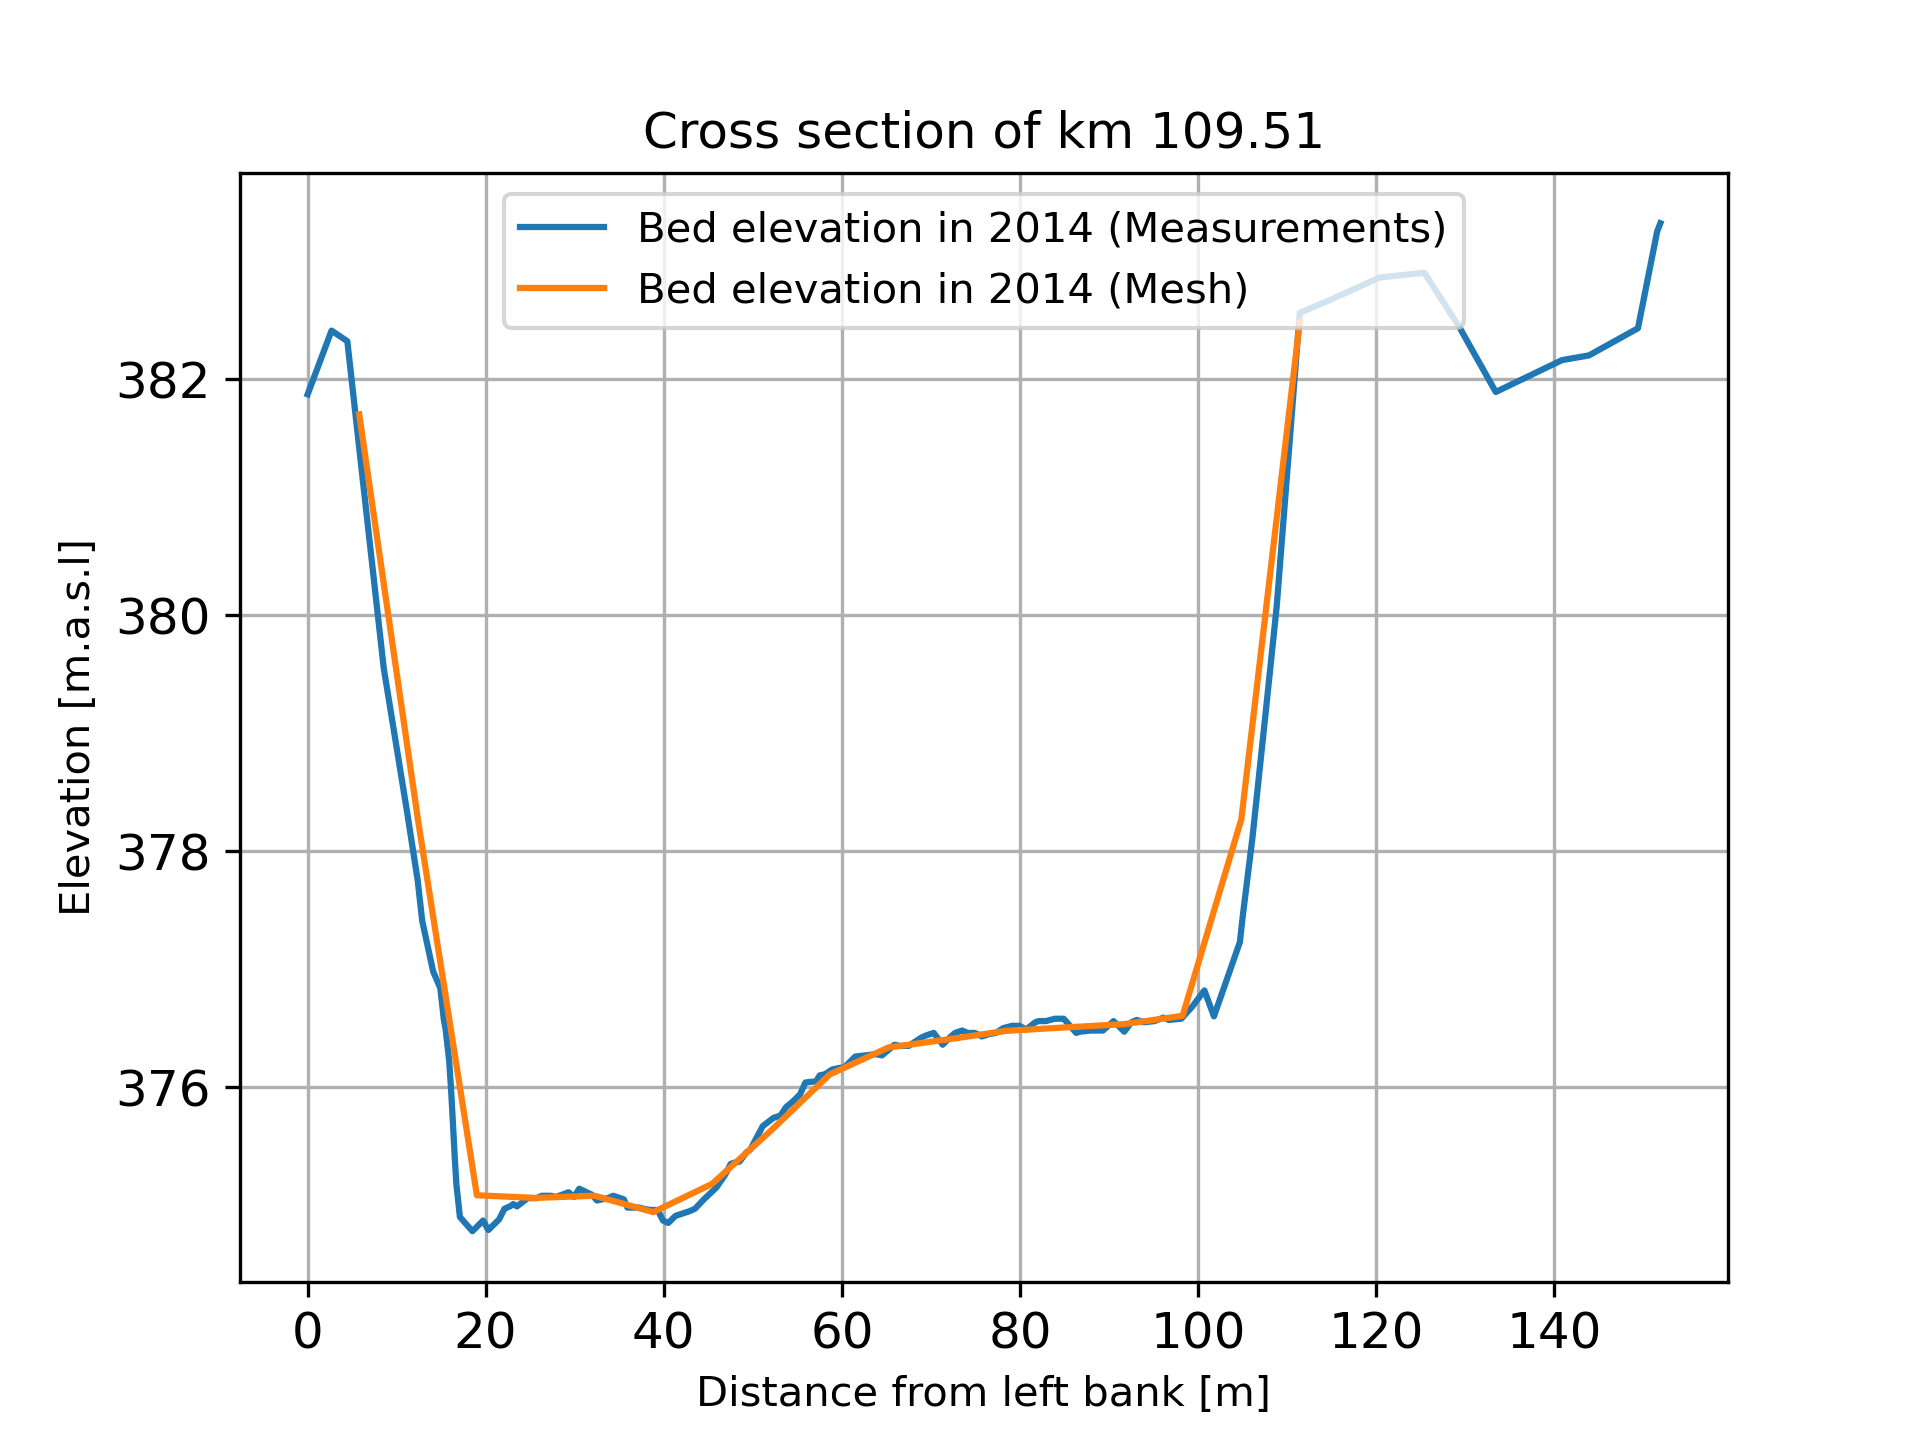 Cross section of km 109.51
Bed elevation in 2014 (Measurements)
Bed elevation in 2014 (Mesh)
Elevation [m.a.s.l]
382
380
378
376
0 20 40 60 80 100 120 140
Distance from left bank [m]